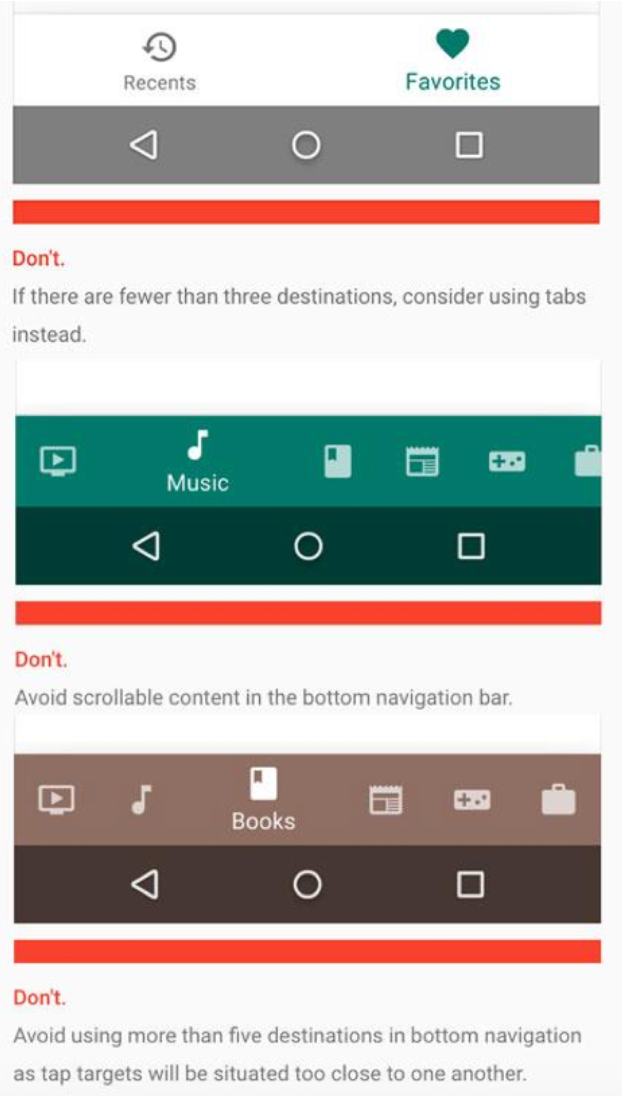 Recents Favorites
Don't.
If there are fewer than three destinations, consider using tabs
instead.
Music
Don't.
Avoid scrollable content in the bottom navigation bar.
Books
Don't.
Avoid using more than five destinations in bottom navigation
as tap targets will be situated too close to one another.